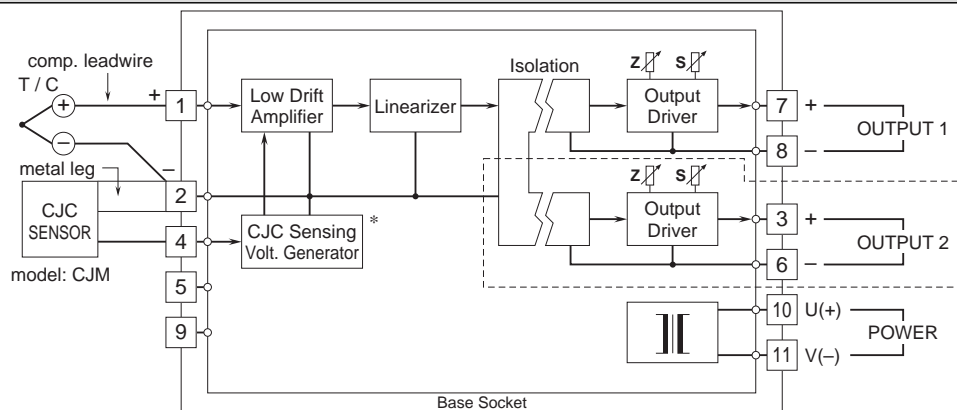 comp. leadwire
T / C
+
−
+
−
metal leg
CJC
SENSOR
model: CJM
1
2
4
5
9
Low Drift
Amplifier
Linearizer
CJC Sensing
Volt. Generator
*
Isolation
Z
S
Output
Driver
Z
S
Output
Driver
7
+
8
–
OUTPUT 1
3
+
6
–
OUTPUT 2
10
U(+)
11
V(–)
POWER
Base Socket